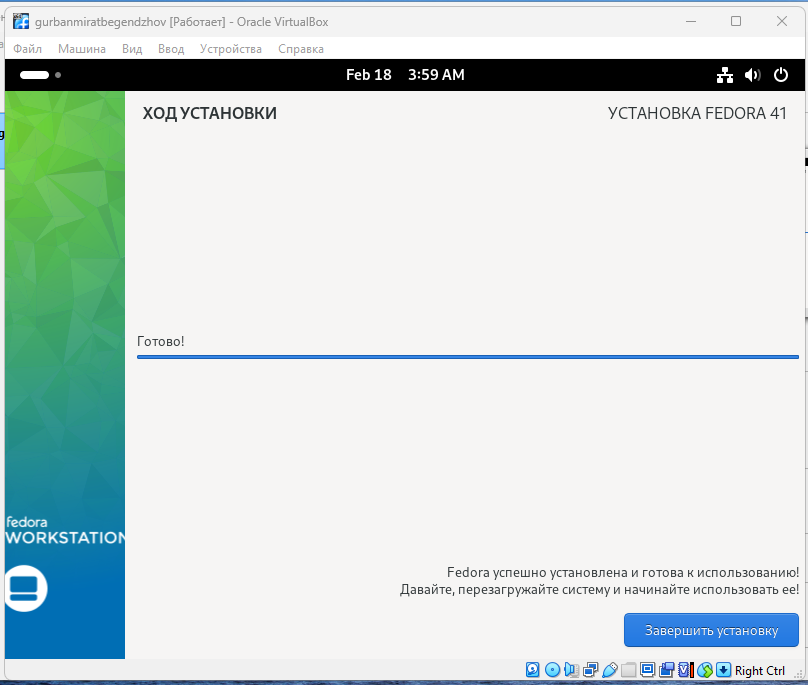 gurbanmiratbegendzhov [Работает] - Oracle VirtualBox
Файл Машина Вид Ввод Устройства Справка
Feb 18 3:59 AM
ХОД УСТАНОВКИ
УСТАНОВКА FEDORA 41
Готово!
fedora
WORKSTATION
Fedora успешно установлена и готова к использованию!
Давайте, перезагружайте систему и начинайте использовать ее!
Завершить установку
Right Ctrl